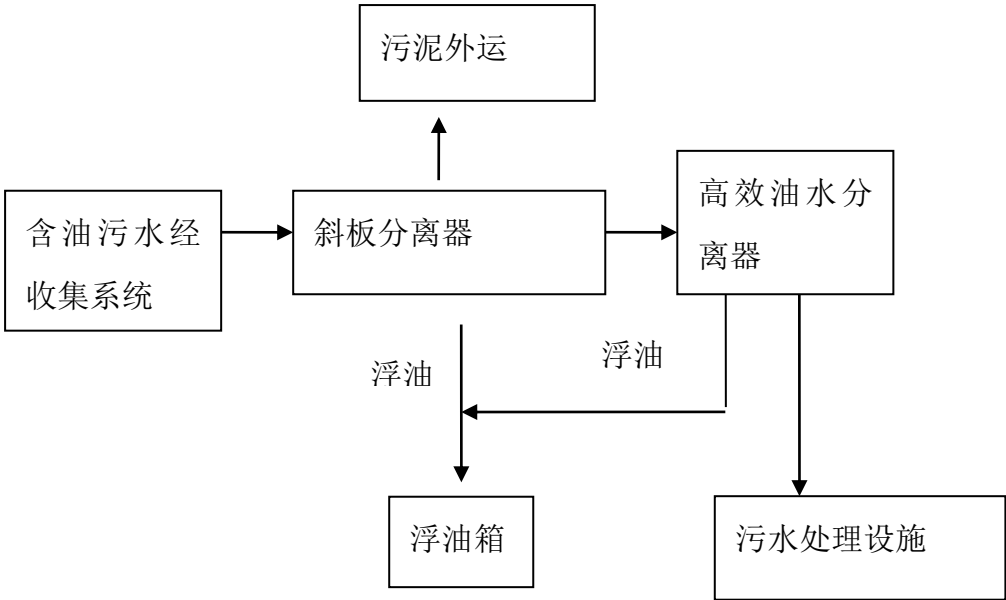 污泥外运
含油污水经
收集系统
斜板分离器
高效油水分
离器
浮油
浮油
浮油箱
污水处理设施